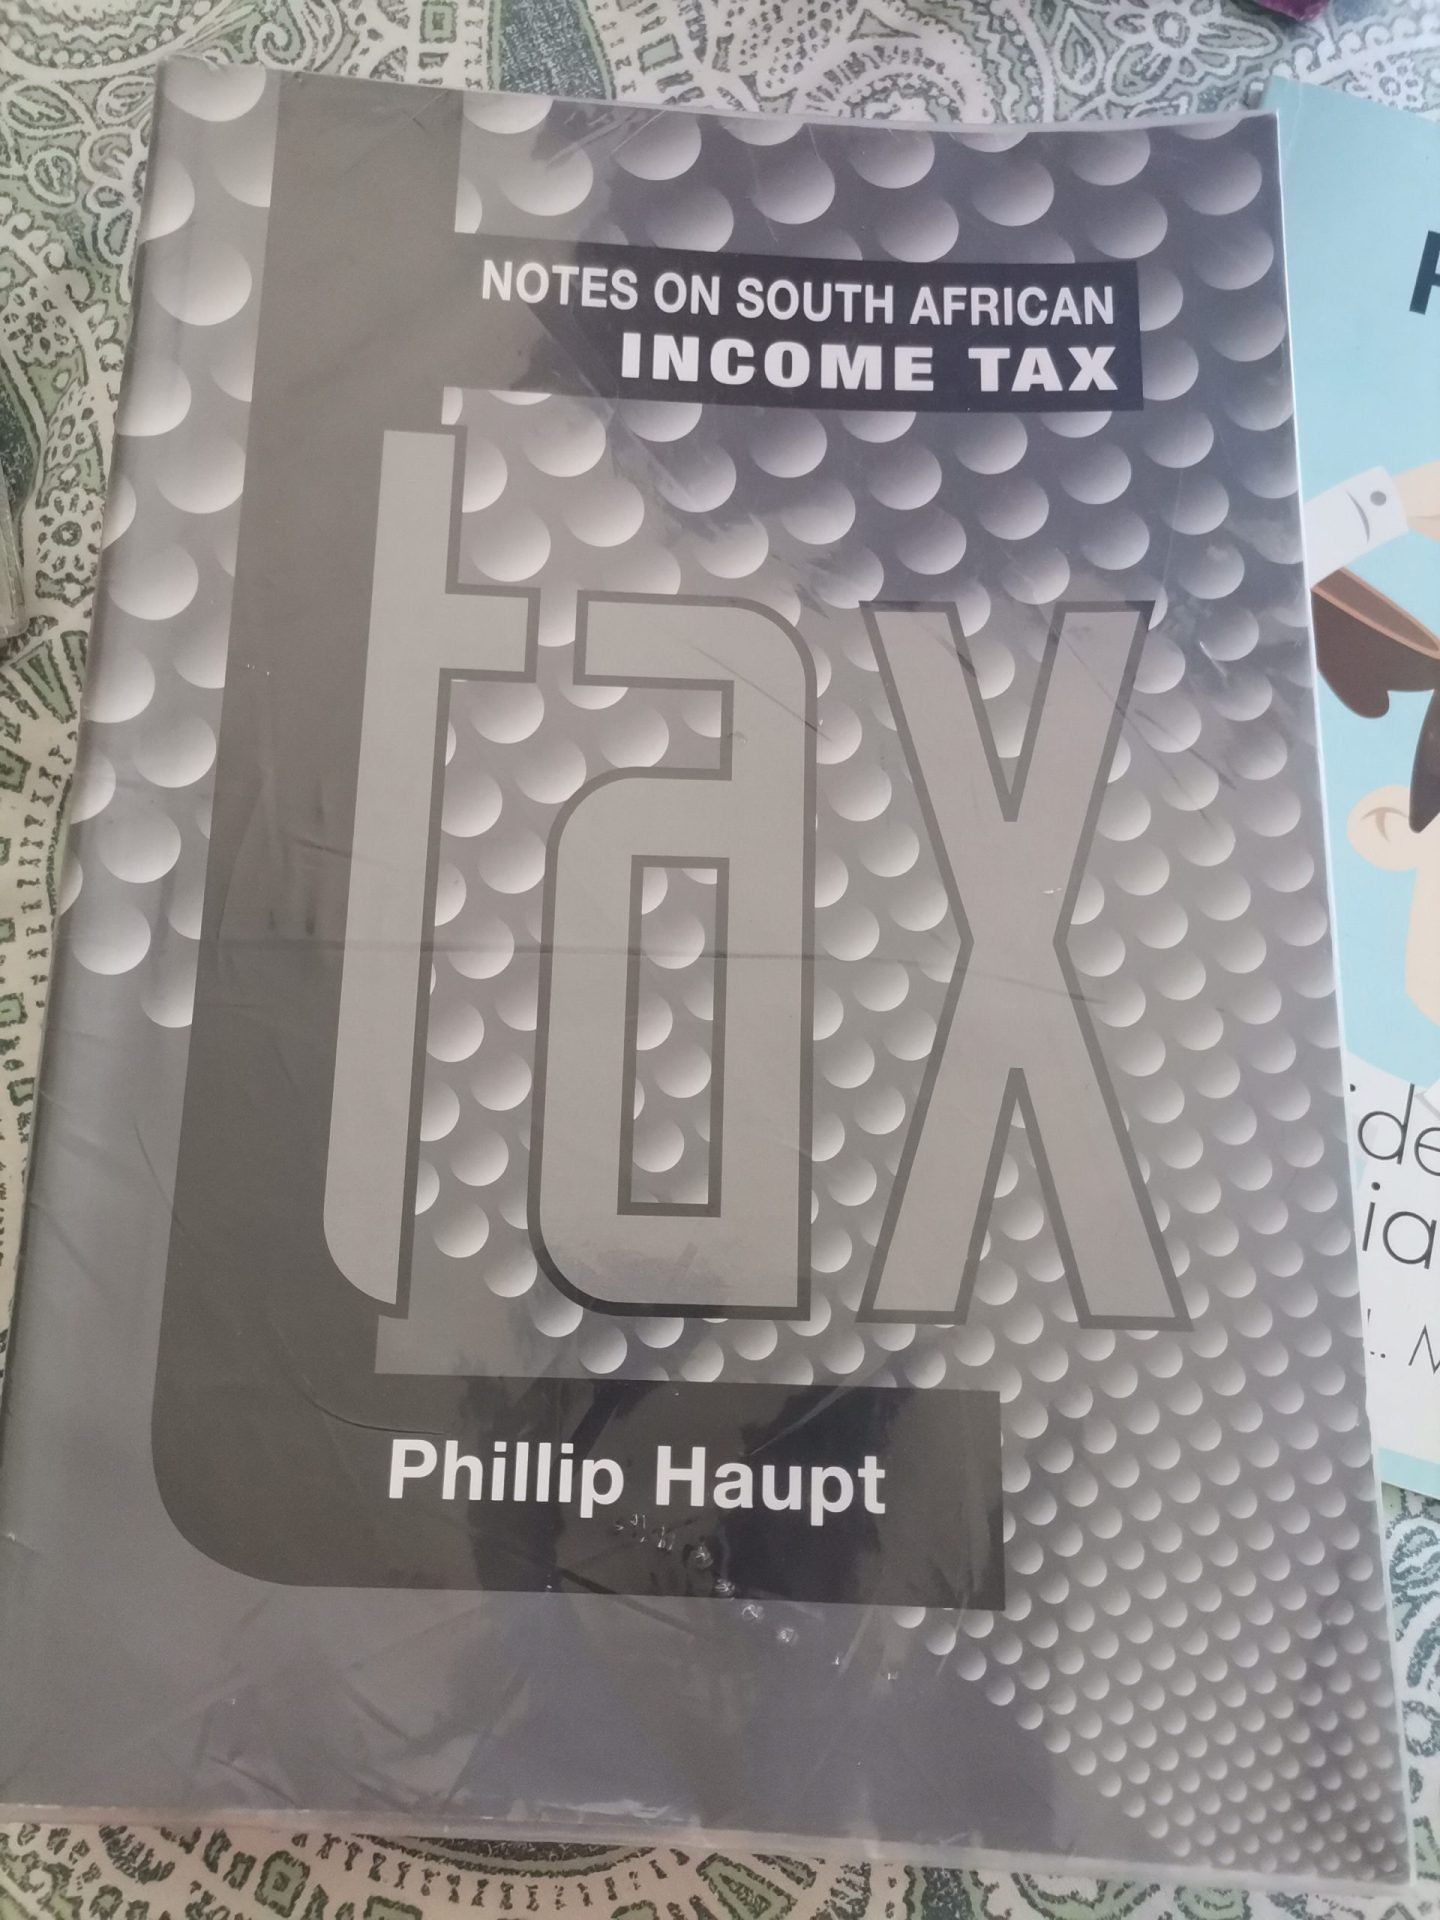 NOTES ON SOUTH AFRICAN
INCOME TAX
tax
Phillip Haupt